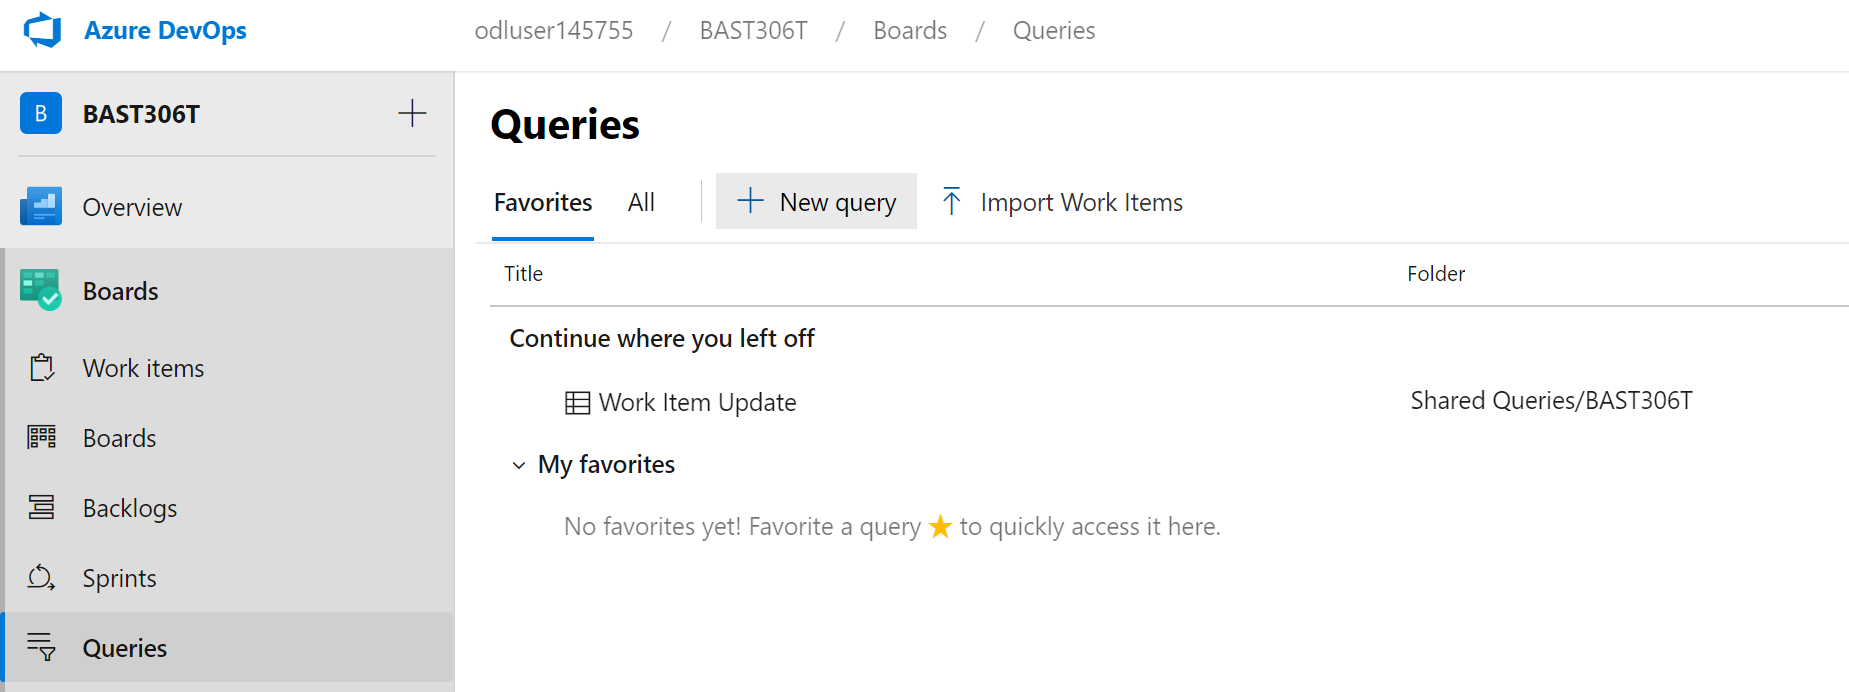 Azure DevOps
odluser145755 / BAST306T / Boards / Queries
B BAST306T
Overview
Boards
Work items
Boards
Backlogs
Sprints
Queries
Queries
Favorites All New query Import Work Items
Title Folder
Continue where you left off
Work Item Update Shared Queries/BAST306T
My favorites
No favorites yet! Favorite a query ★ to quickly access it here.